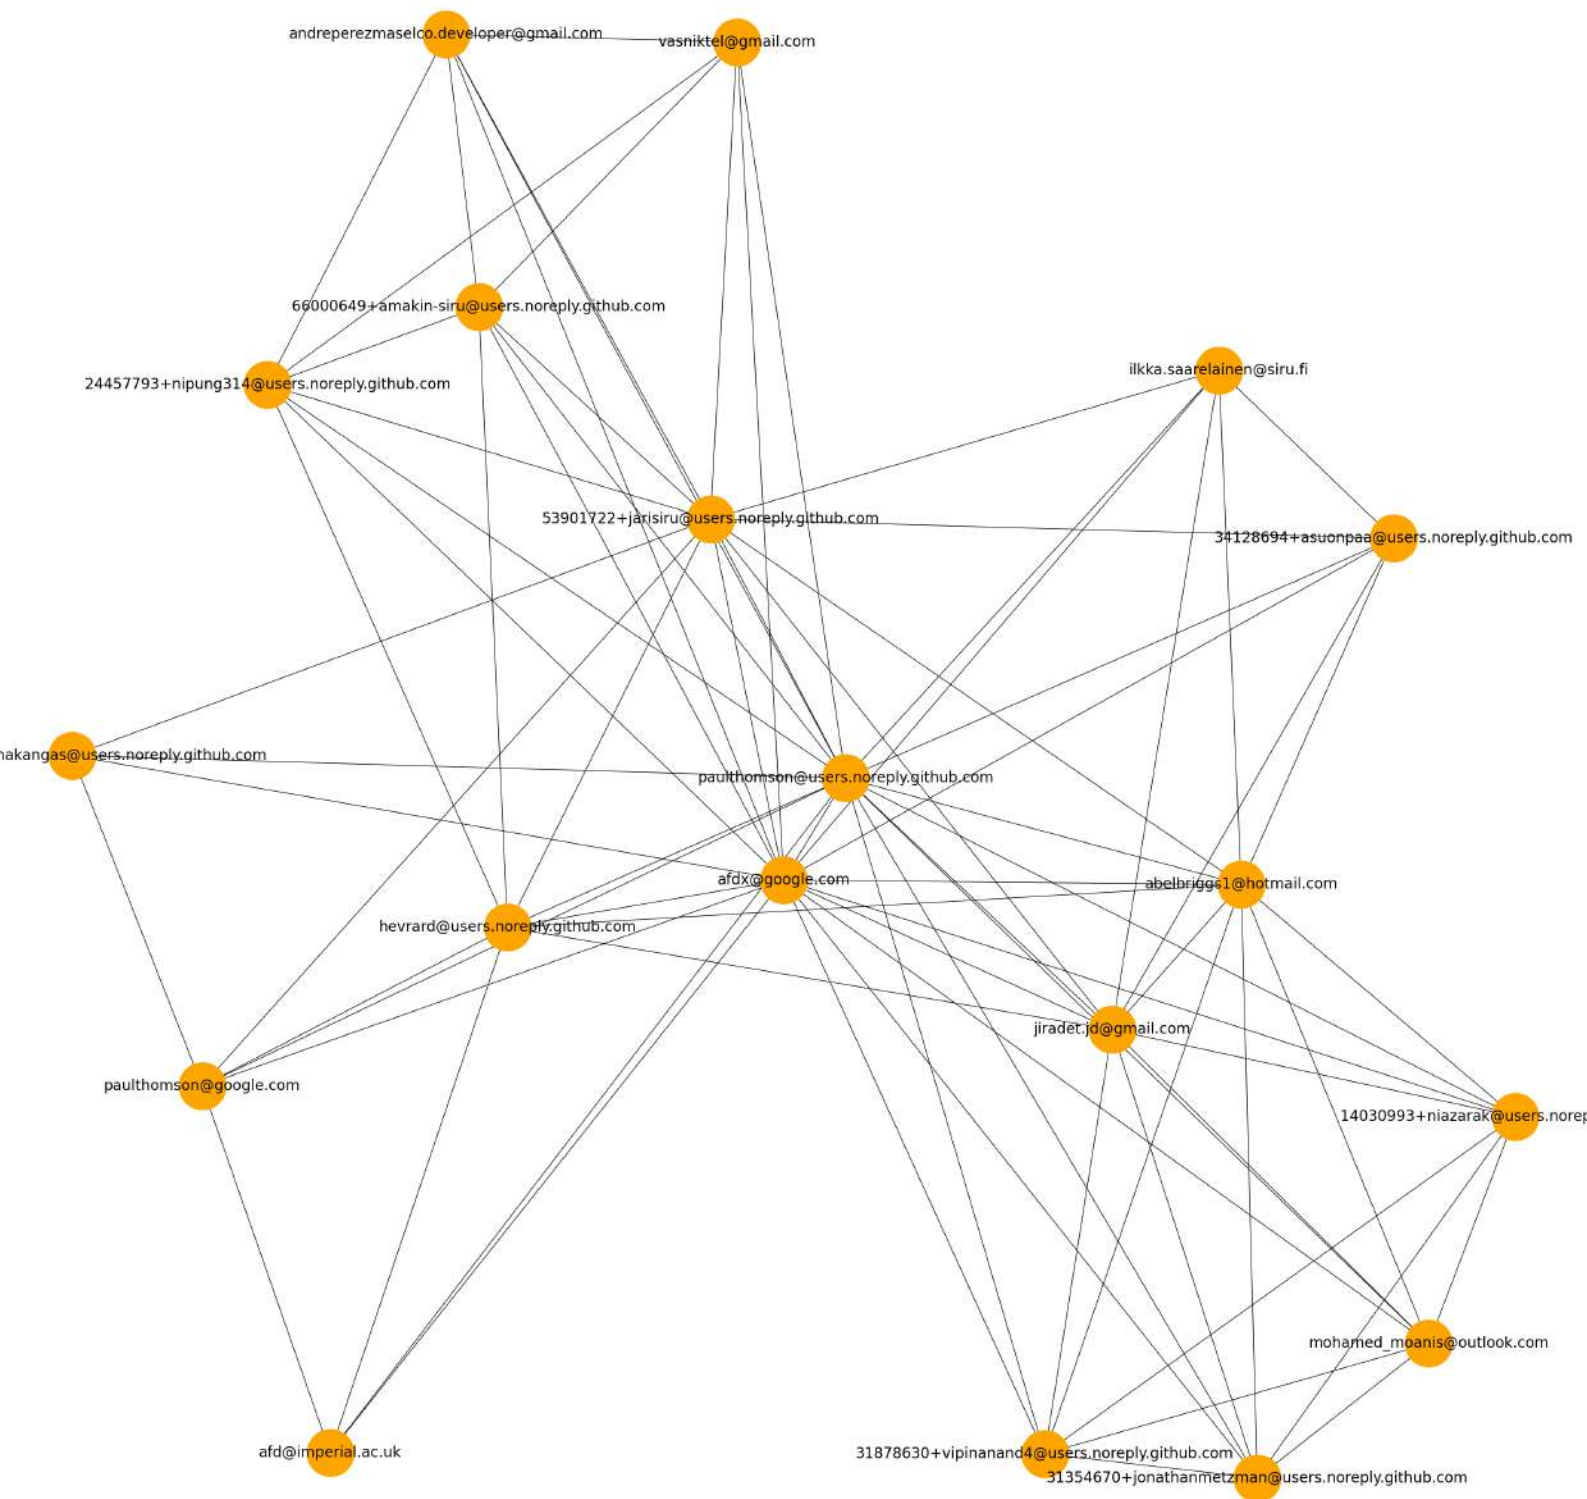 andreperezmaselco.developer@gmail.com
vasniktel@gmail.com
66000649+amakin-siru@users.noreply.github.com
24457793+nipung314@users.noreply.github.com
ilkka.saarelainen@siru.fi
53901722+jarisiru@users.noreply.github.com
34128694+asuonpaa@users.noreply.github.com
nakangas@users.noreply.github.com
paulthomson@users.noreply.github.com
afdx@google.com
abelbriggs1@hotmail.com
hevrard@users.noreply.github.com
jiradet.jd@gmail.com
paulthomson@google.com
14030993+niazarak@users.norep
mohamed_moanis@outlook.com
afd@imperial.ac.uk
31878630+vipinanand4@users.noreply.github.com
31354670+jonathanmetzman@users.noreply.github.com